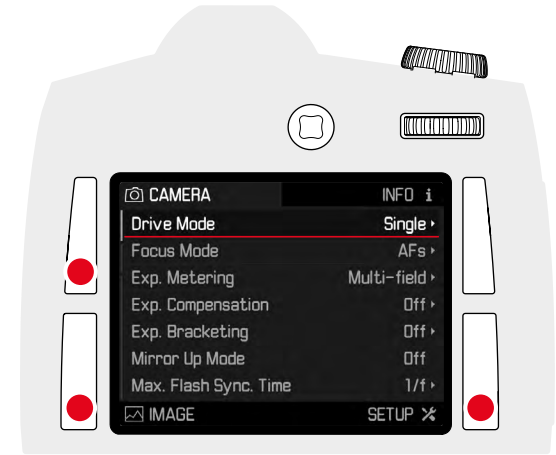 CAMERA INFO i
Drive Mode Single
Focus Mode AFs
Exp. Metering Multi-field
Exp. Compensation Off
Exp. Bracketing Off
Mirror Up Mode Off
Max. Flash Sync. Time 1/f
IMAGE SETUP